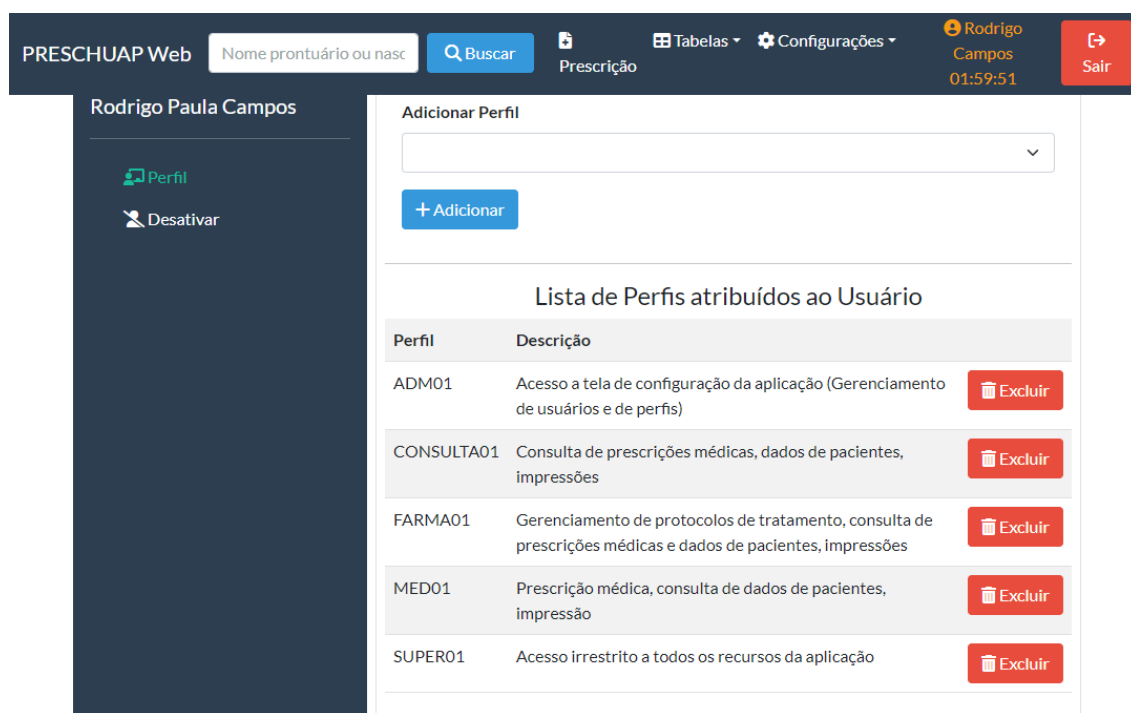 PRESCHUAP Web
Nome prontuário ou nasc
Buscar
Prescrição
Tabelas
Configurações
Rodrigo
Campos
01:59:51
Sair
Rodrigo Paula Campos
Perfil
Desativar
Adicionar Perfil
Adicionar
Lista de Perfis atribuídos ao Usuário
Perfil Descrição
ADM01 Acesso a tela de configuração da aplicação (Gerenciamento
de usuários e de perfis)
Excluir
CONSULTA01 Consulta de prescrições médicas, dados de pacientes,
impressões
Excluir
FARMA01 Gerenciamento de protocolos de tratamento, consulta de
prescrições médicas e dados de pacientes, impressões
Excluir
MED01 Prescrição médica, consulta de dados de pacientes,
impressão
Excluir
SUPER01 Acesso irrestrito a todos os recursos da aplicação
Excluir